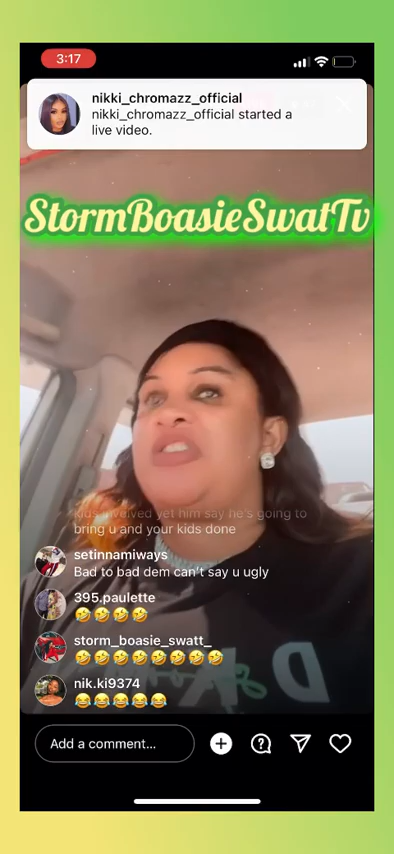 3:17
nikki_chromazz_official
nikki_chromazz_official started a
live video.
StormBoasieSwatTv
kids involved yet him say he's going to
bring u and your kids done
setinnamiways
Bad to bad dem can't say u ugly
395.paulette
🤣🤣🤣🤣
storm_boasie_swatt_
🤣🤣🤣🤣🤣🤣🤣🤣🤣
nik.ki9374
😂😂😂😂😂
Add a comment...